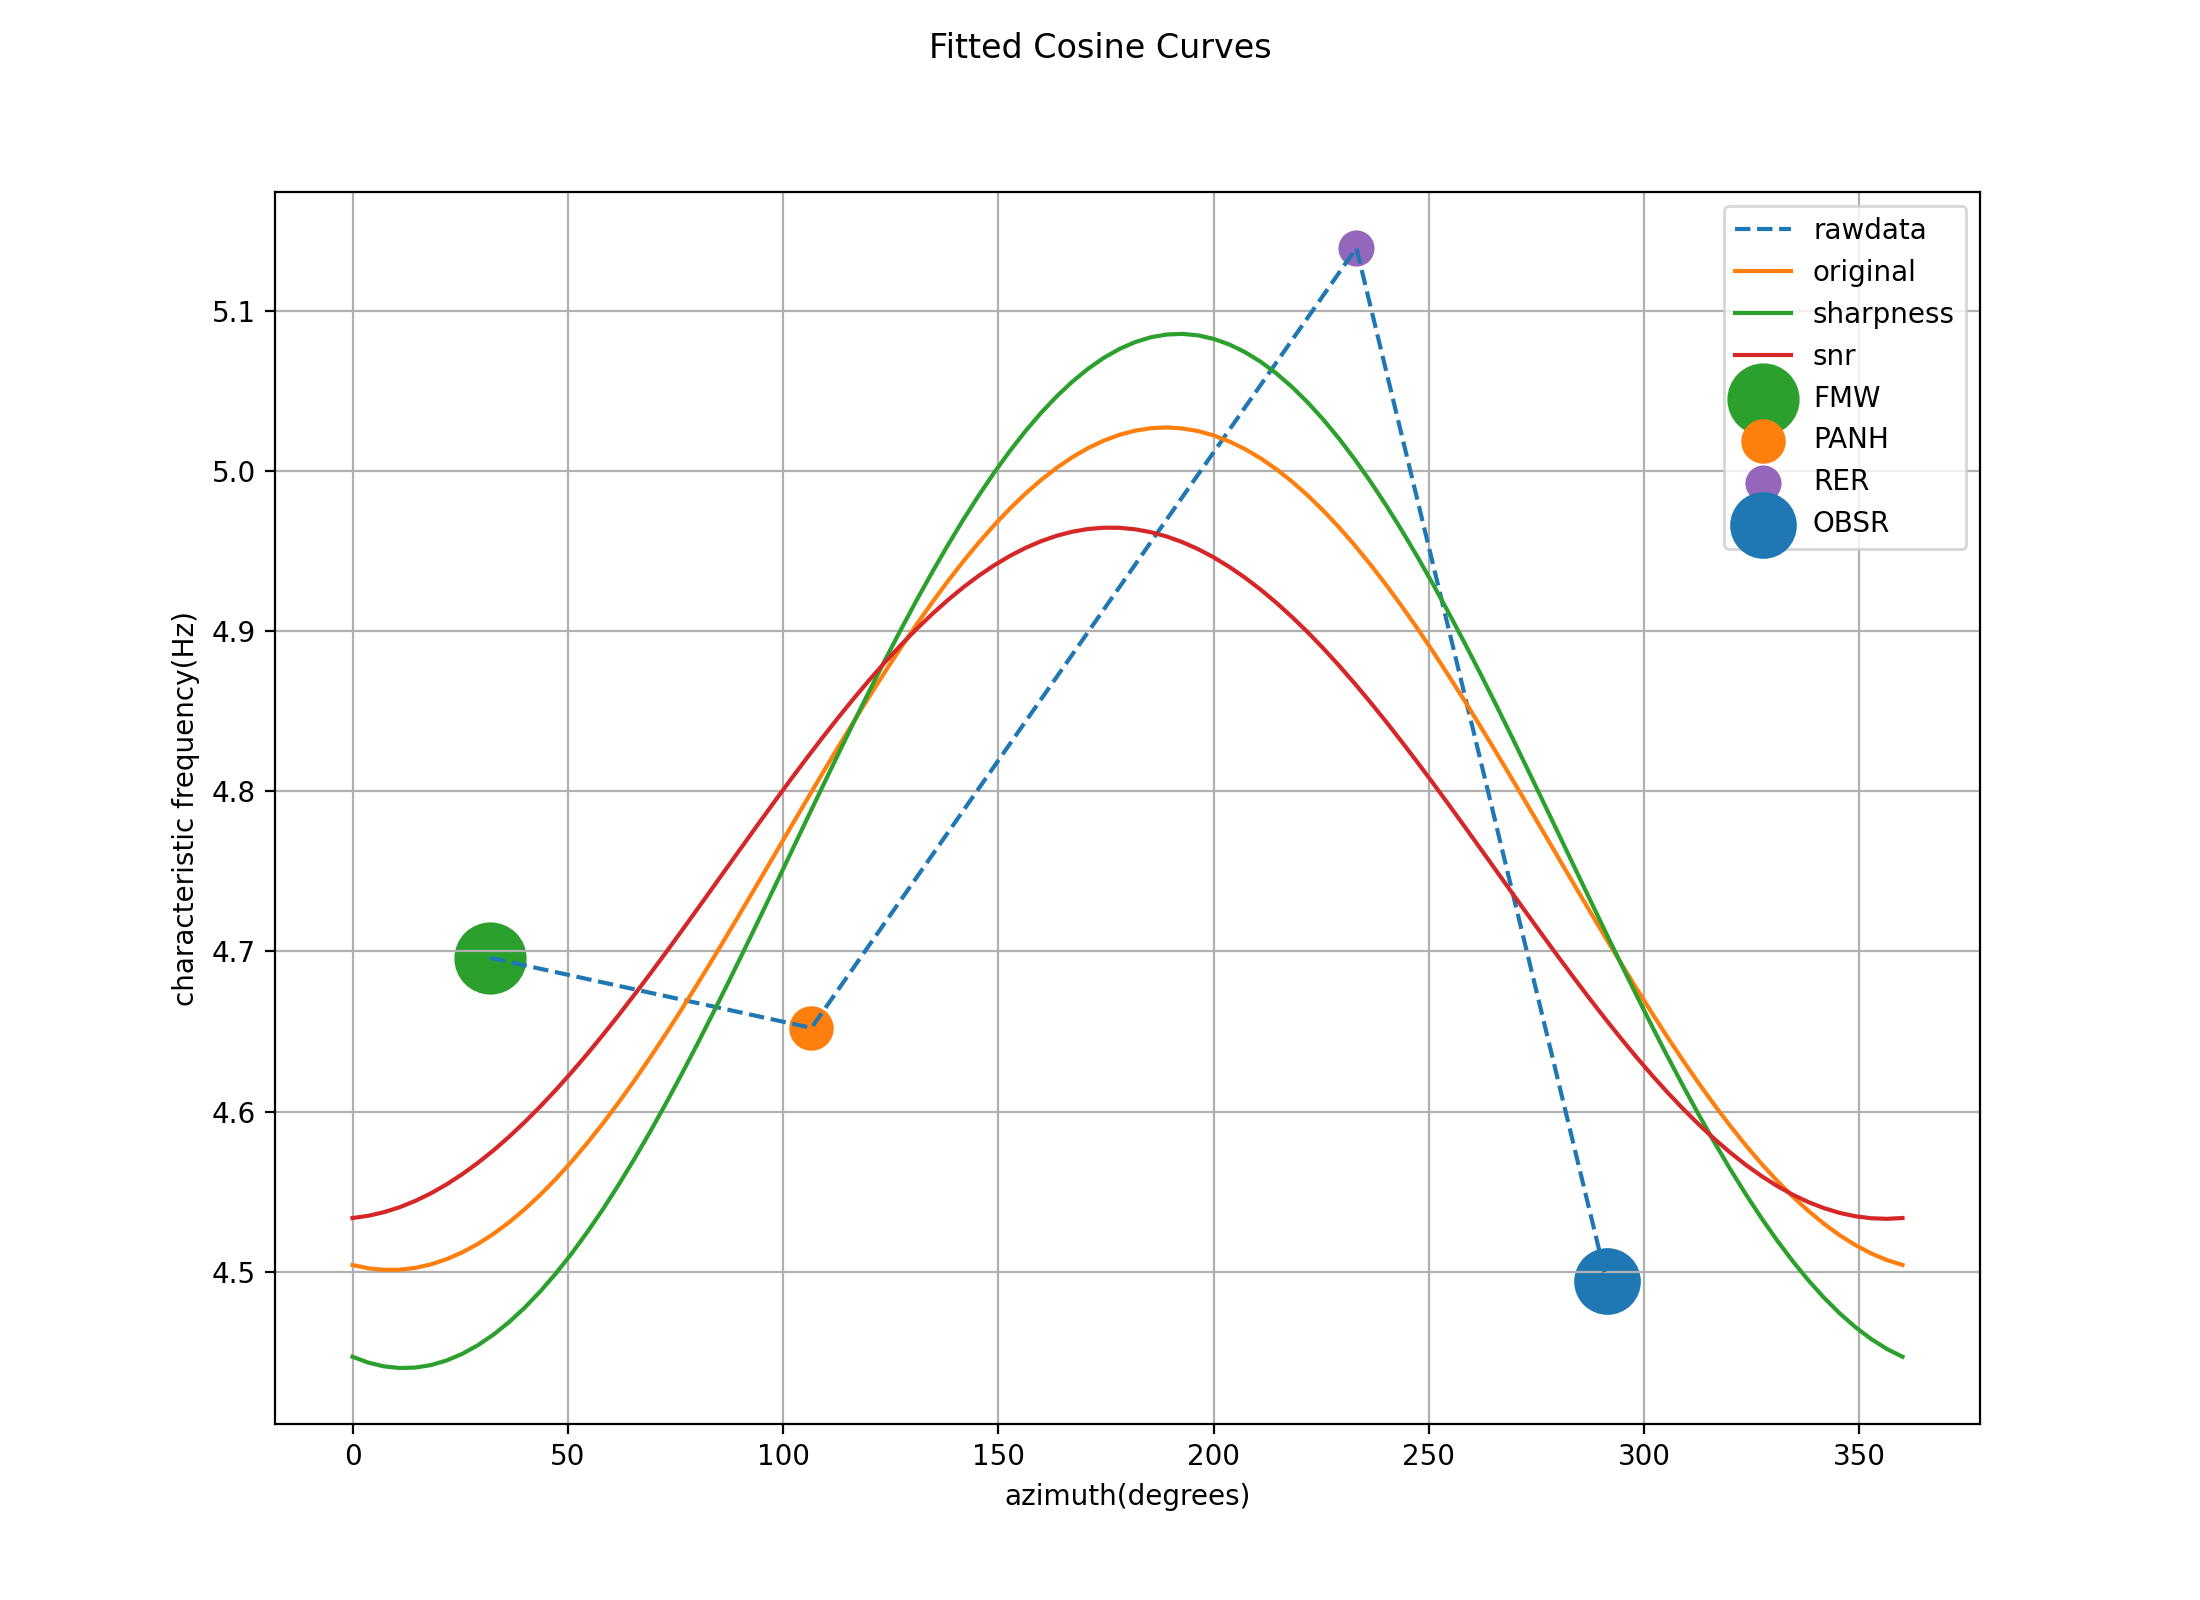 Fitted Cosine Curves
rawdata
original
sharpness
snr
FMW
PANH
RER
OBSR
characteristic frequency(Hz)
5.1
5.0
4.9
4.8
4.7
4.6
4.5
0 50 100 150 200 250 300 350
azimuth(degrees)